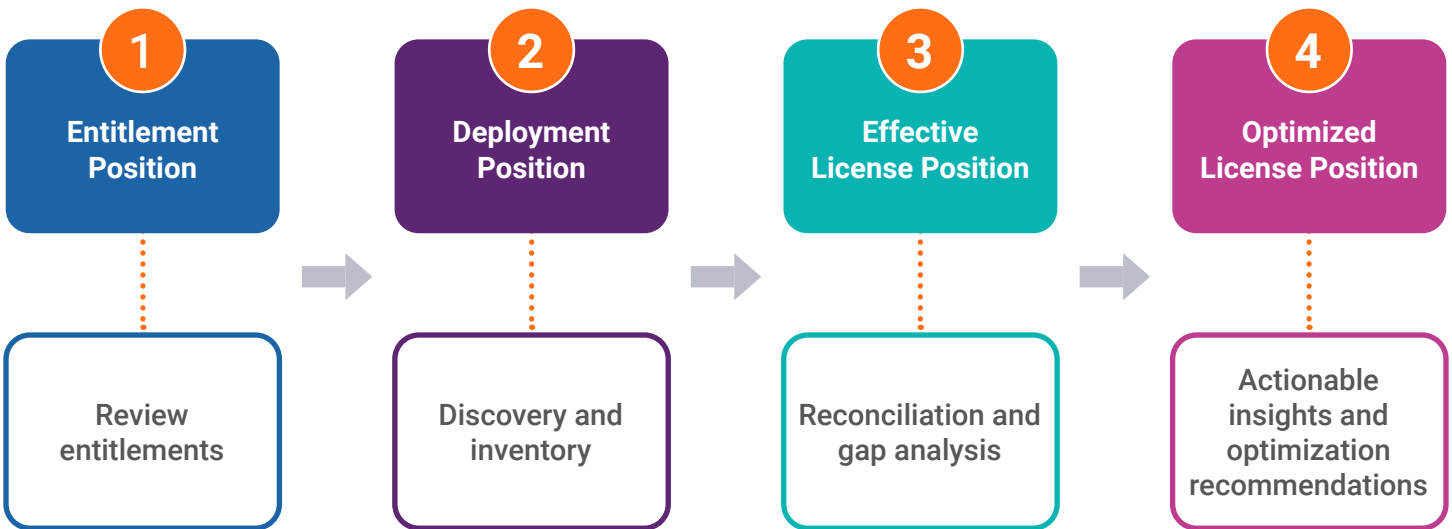 1
Entitlement
Position
2
Deployment
Position
3
Effective
License Position
4
Optimized
License Position
Review
entitlements
Discovery and
inventory
Reconciliation and
gap analysis
Actionable
insights and
optimization
recommendations